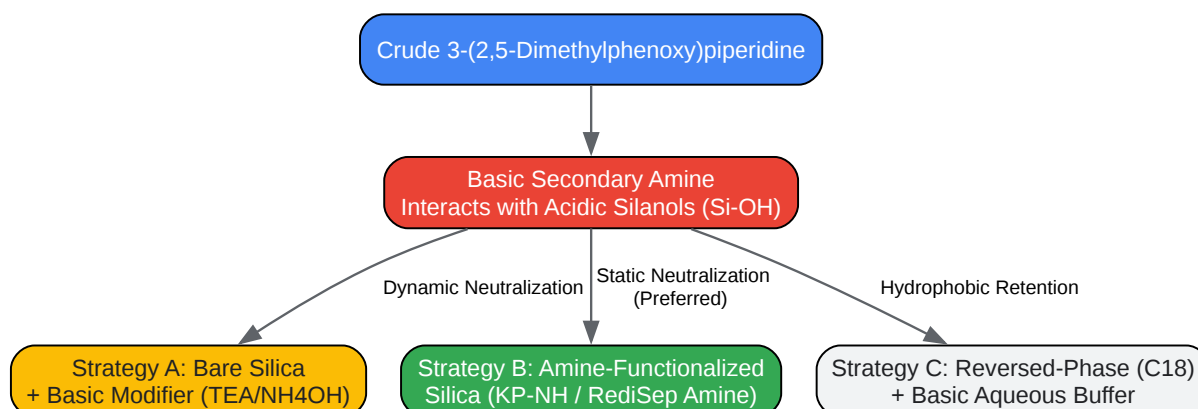 Crude 3-(2,5-Dimethylphenoxy)piperidine
Basic Secondary Amine
Interacts with Acidic Silanols (Si-OH)
Dynamic Neutralization
Static Neutralization
(Preferred)
Hydrophobic Retention
Strategy A: Bare Silica
+ Basic Modifier (TEA/NH4OH)
Strategy B: Amine-Functionalized
Silica (KP-NH / RediSep Amine)
Strategy C: Reversed-Phase (C18)
+ Basic Aqueous Buffer